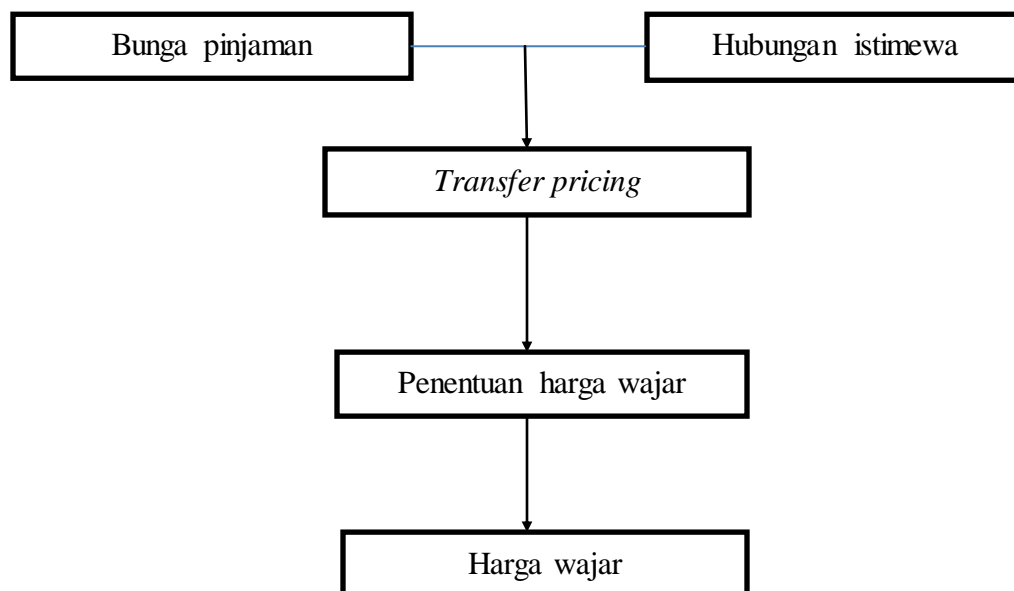 Bunga pinjaman
Hubungan istimewa
Transfer pricing
Penentuan harga wajar
Harga wajar